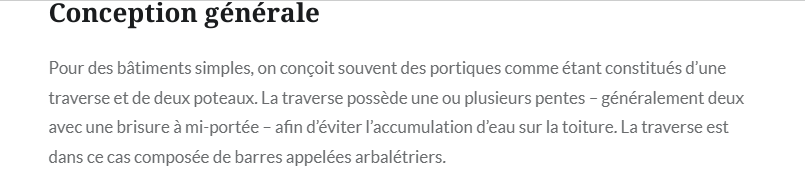 Conception générale
Pour des bâtiments simples, on conçoit souvent des portiques comme étant constitués d’une
traverse et de deux poteaux. La traverse possède une ou plusieurs pentes – généralement deux
avec une brisure à mi-portée – afin d’éviter l’accumulation d’eau sur la toiture. La traverse est
dans ce cas composée de barres appelées arbalétriers.